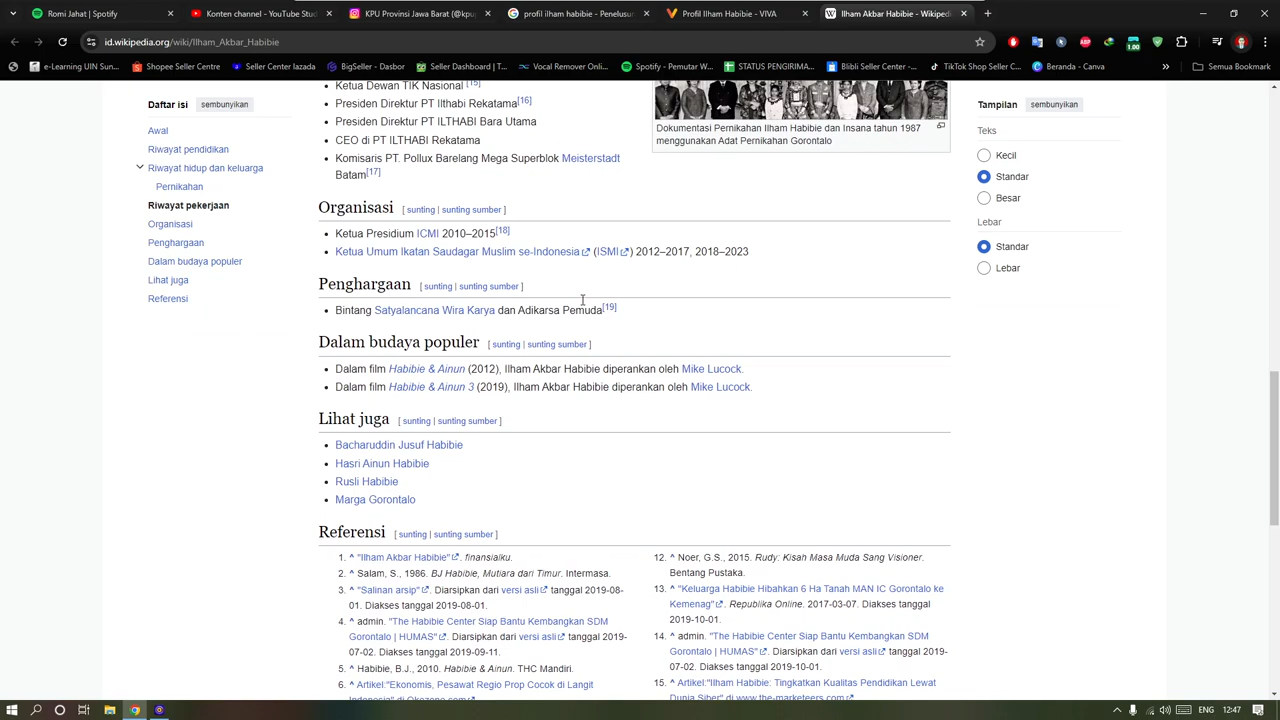 Romi Jahat | Spotify
Konten channel - YouTube Stud
KPU Provinsi Jawa Barat (@kpu
profil ilham habibie - Penelusu
Profil Ilham Habibie - VIVA
Ilham Akbar Habibie - Wikiped
id.wikipedia.org/wiki/Ilham_Akbar_Habibie
e-Learning UIN Sun...
Shopee Seller Centre
Seller Center lazada
BigSeller - Dasbor
Seller Dashboard | T...
Vocal Remover Onli...
Spotify - Pemutar W...
STATUS PENGIRIMA...
Blibli Seller Center -...
TikTok Shop Seller C...
Beranda - Canva
Semua Bookmark
Daftar isi sembunyikan
Awal
Riwayat pendidikan
Riwayat hidup dan keluarga
Pernikahan
Riwayat pekerjaan
Organisasi
Penghargaan
Dalam budaya populer
Lihat juga
Referensi
Ketua Dewan TIK Nasional [15]
Presiden Direktur PT Ilthabi Rekatama[16]
Presiden Direktur PT ILTHABI Bara Utama
CEO di PT ILTHABI Rekatama
Komisaris PT. Pollux Barelang Mega Superblok Meisterstadt
Batam[17]
Dokumentasi Pernikahan Ilham Habibie dan Insana tahun 1987
menggunakan Adat Pernikahan Gorontalo
Organisasi [ sunting | sunting sumber ]
Ketua Presidium ICMI 2010–2015[18]
Ketua Umum Ikatan Saudagar Muslim se-Indonesia (ISMI) 2012–2017, 2018–2023
Penghargaan [ sunting | sunting sumber ]
Bintang Satyalancana Wira Karya dan Adikarsa Pemuda[19]
Dalam budaya populer [ sunting | sunting sumber ]
Dalam film Habibie & Ainun (2012), Ilham Akbar Habibie diperankan oleh Mike Lucock.
Dalam film Habibie & Ainun 3 (2019), Ilham Akbar Habibie diperankan oleh Mike Lucock.
Lihat juga [ sunting | sunting sumber ]
Bacharuddin Jusuf Habibie
Hasri Ainun Habibie
Rusli Habibie
Marga Gorontalo
Referensi [ sunting | sunting sumber ]
1. ^ "Ilham Akbar Habibie". finansialku.
2. ^ Salam, S., 1986. BJ Habibie, Mutiara dari Timur. Intermasa.
3. ^ "Salinan arsip". Diarsipkan dari versi asli tanggal 2019-08-
01. Diakses tanggal 2019-08-01.
4. ^ admin. "The Habibie Center Siap Bantu Kembangkan SDM
Gorontalo | HUMAS". Diarsipkan dari versi asli tanggal 2019-
07-02. Diakses tanggal 2019-09-11.
5. ^ Habibie, B.J., 2010. Habibie & Ainun. THC Mandiri.
6. ^ Artikel:"Ekonomis, Pesawat Regio Prop Cocok di Langit
Indonesia" di Okezone.com
12. ^ Noer, G.S., 2015. Rudy: Kisah Masa Muda Sang Visioner.
Bentang Pustaka.
13. ^ "Keluarga Habibie Hibahkan 6 Ha Tanah MAN IC Gorontalo ke
Kemenag". Republika Online. 2017-03-07. Diakses tanggal
2019-10-01.
14. ^ admin. "The Habibie Center Siap Bantu Kembangkan SDM
Gorontalo | HUMAS". Diarsipkan dari versi asli tanggal 2019-
07-02. Diakses tanggal 2019-10-01.
15. ^ Artikel:"Ilham Habibie: Tingkatkan Kualitas Pendidikan Lewat
Dunia Siber" di www.the-marketeers.com
Tampilan sembunyikan
Teks
Kecil
Standar
Besar
Lebar
Standar
Lebar
12:47